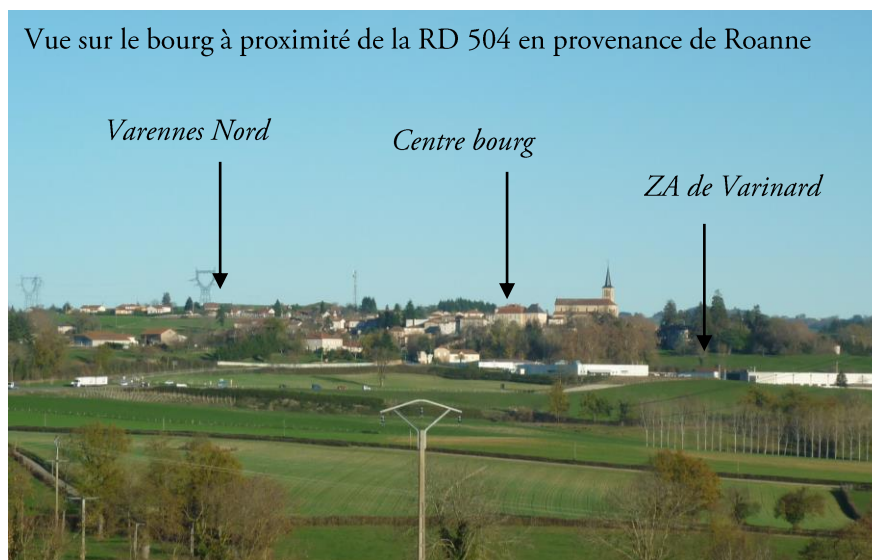 Vue sur le bourg à proximité de la RD 504 en provenance de Roanne
Varennes Nord
Centre bourg
ZA de Varinard